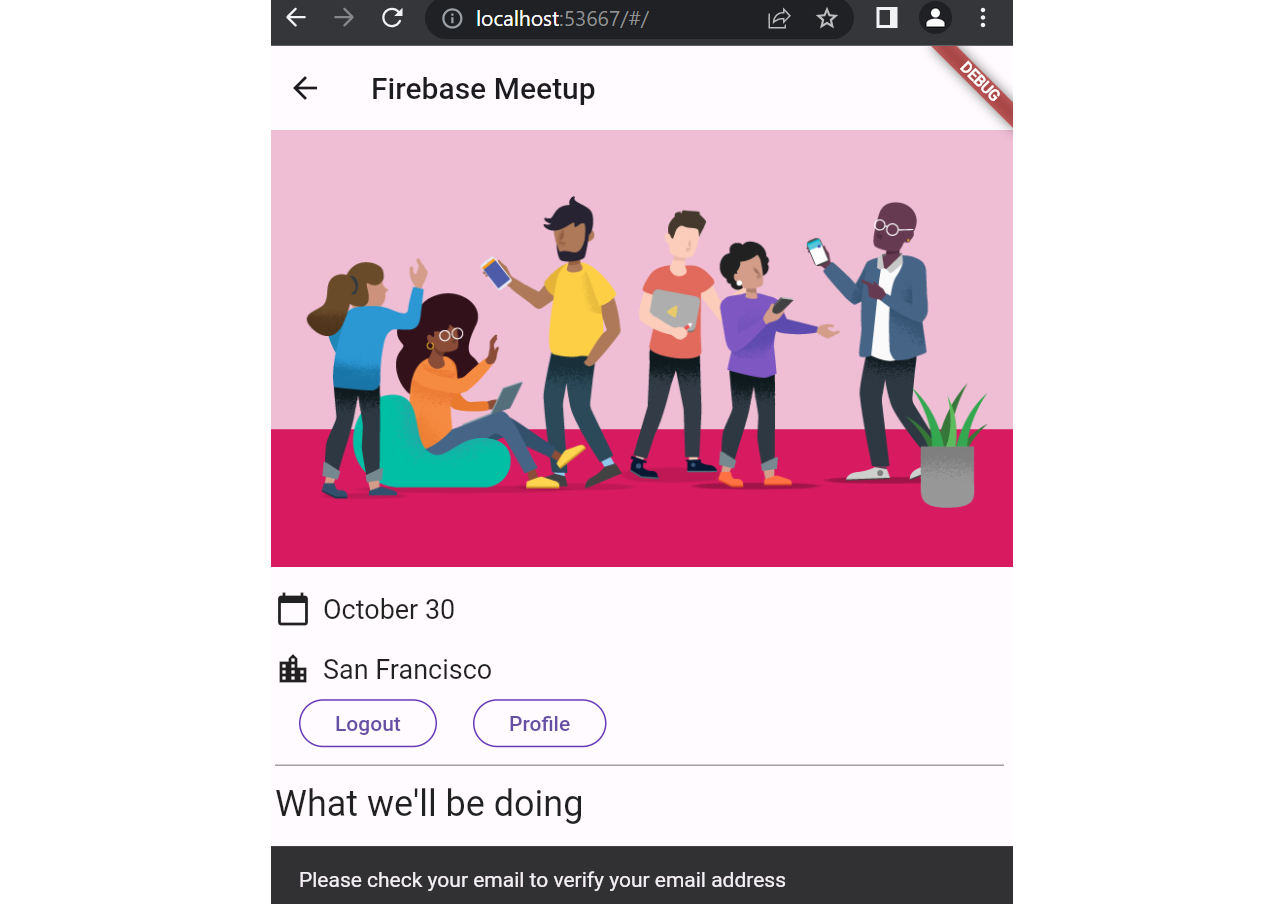 localhost:53667/#/
Firebase Meetup
DEBUG
October 30
San Francisco
Logout Profile
What we'll be doing
Please check your email to verify your email address